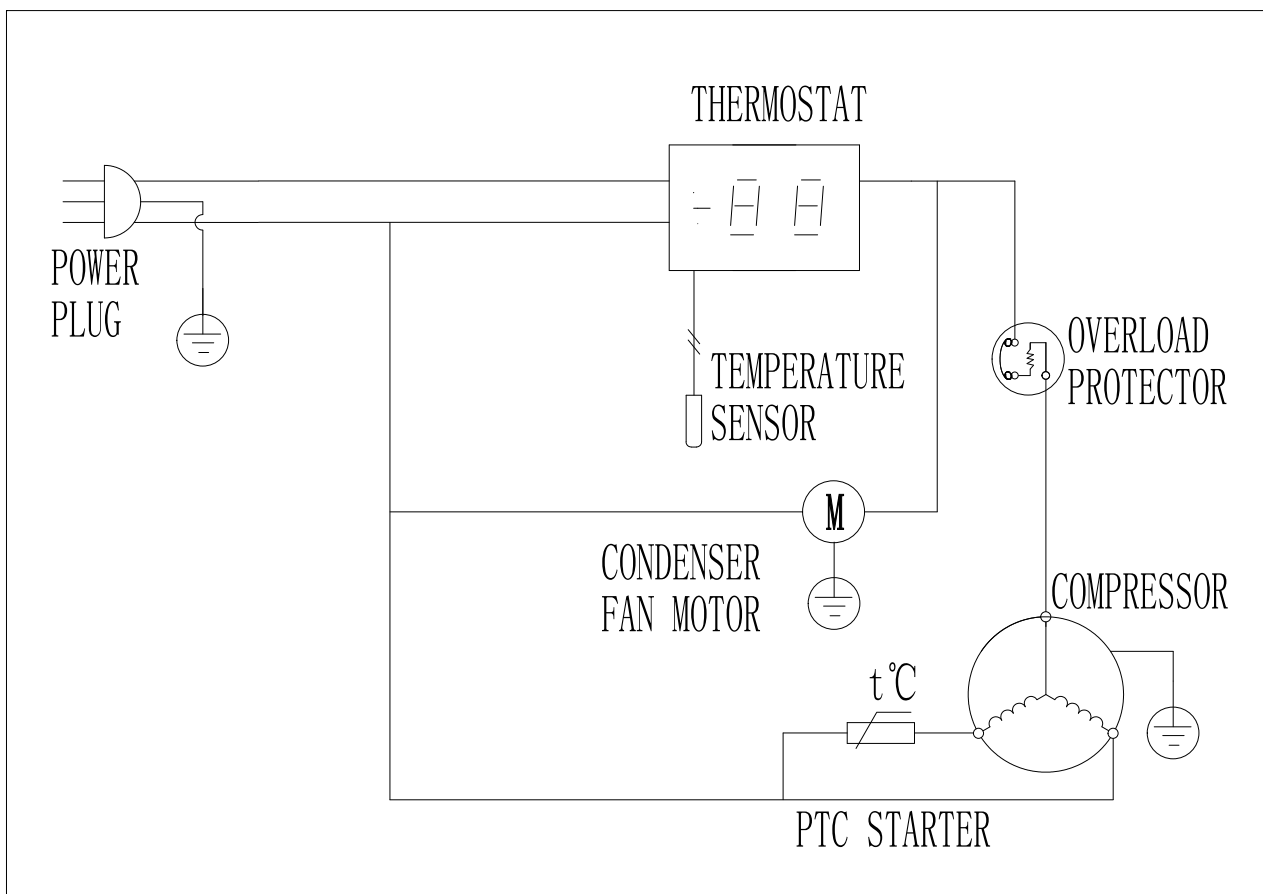 THERMOSTAT
POWER
PLUG
OVERLOAD
PROTECTOR
TEMPERATURE
SENSOR
M
CONDENSER
FAN MOTOR
COMPRESSOR
t℃
PTC STARTER